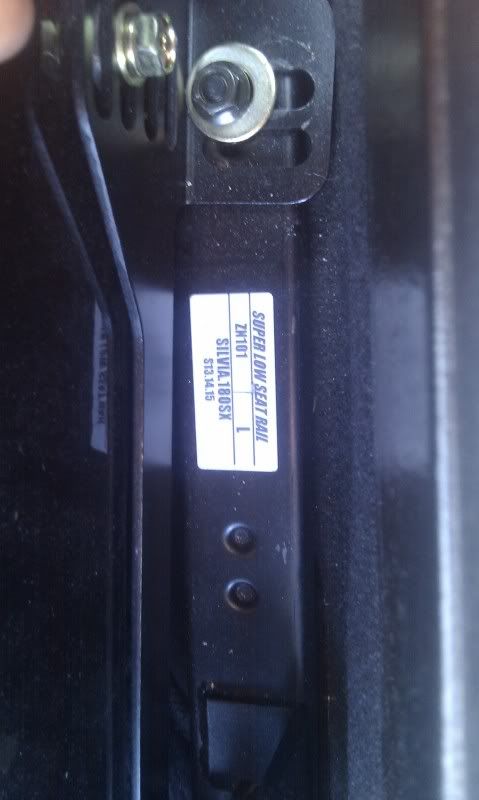 SUPER LOW SEAT RAIL
ZN101 L
SILVIA.180SX
S13.14.15